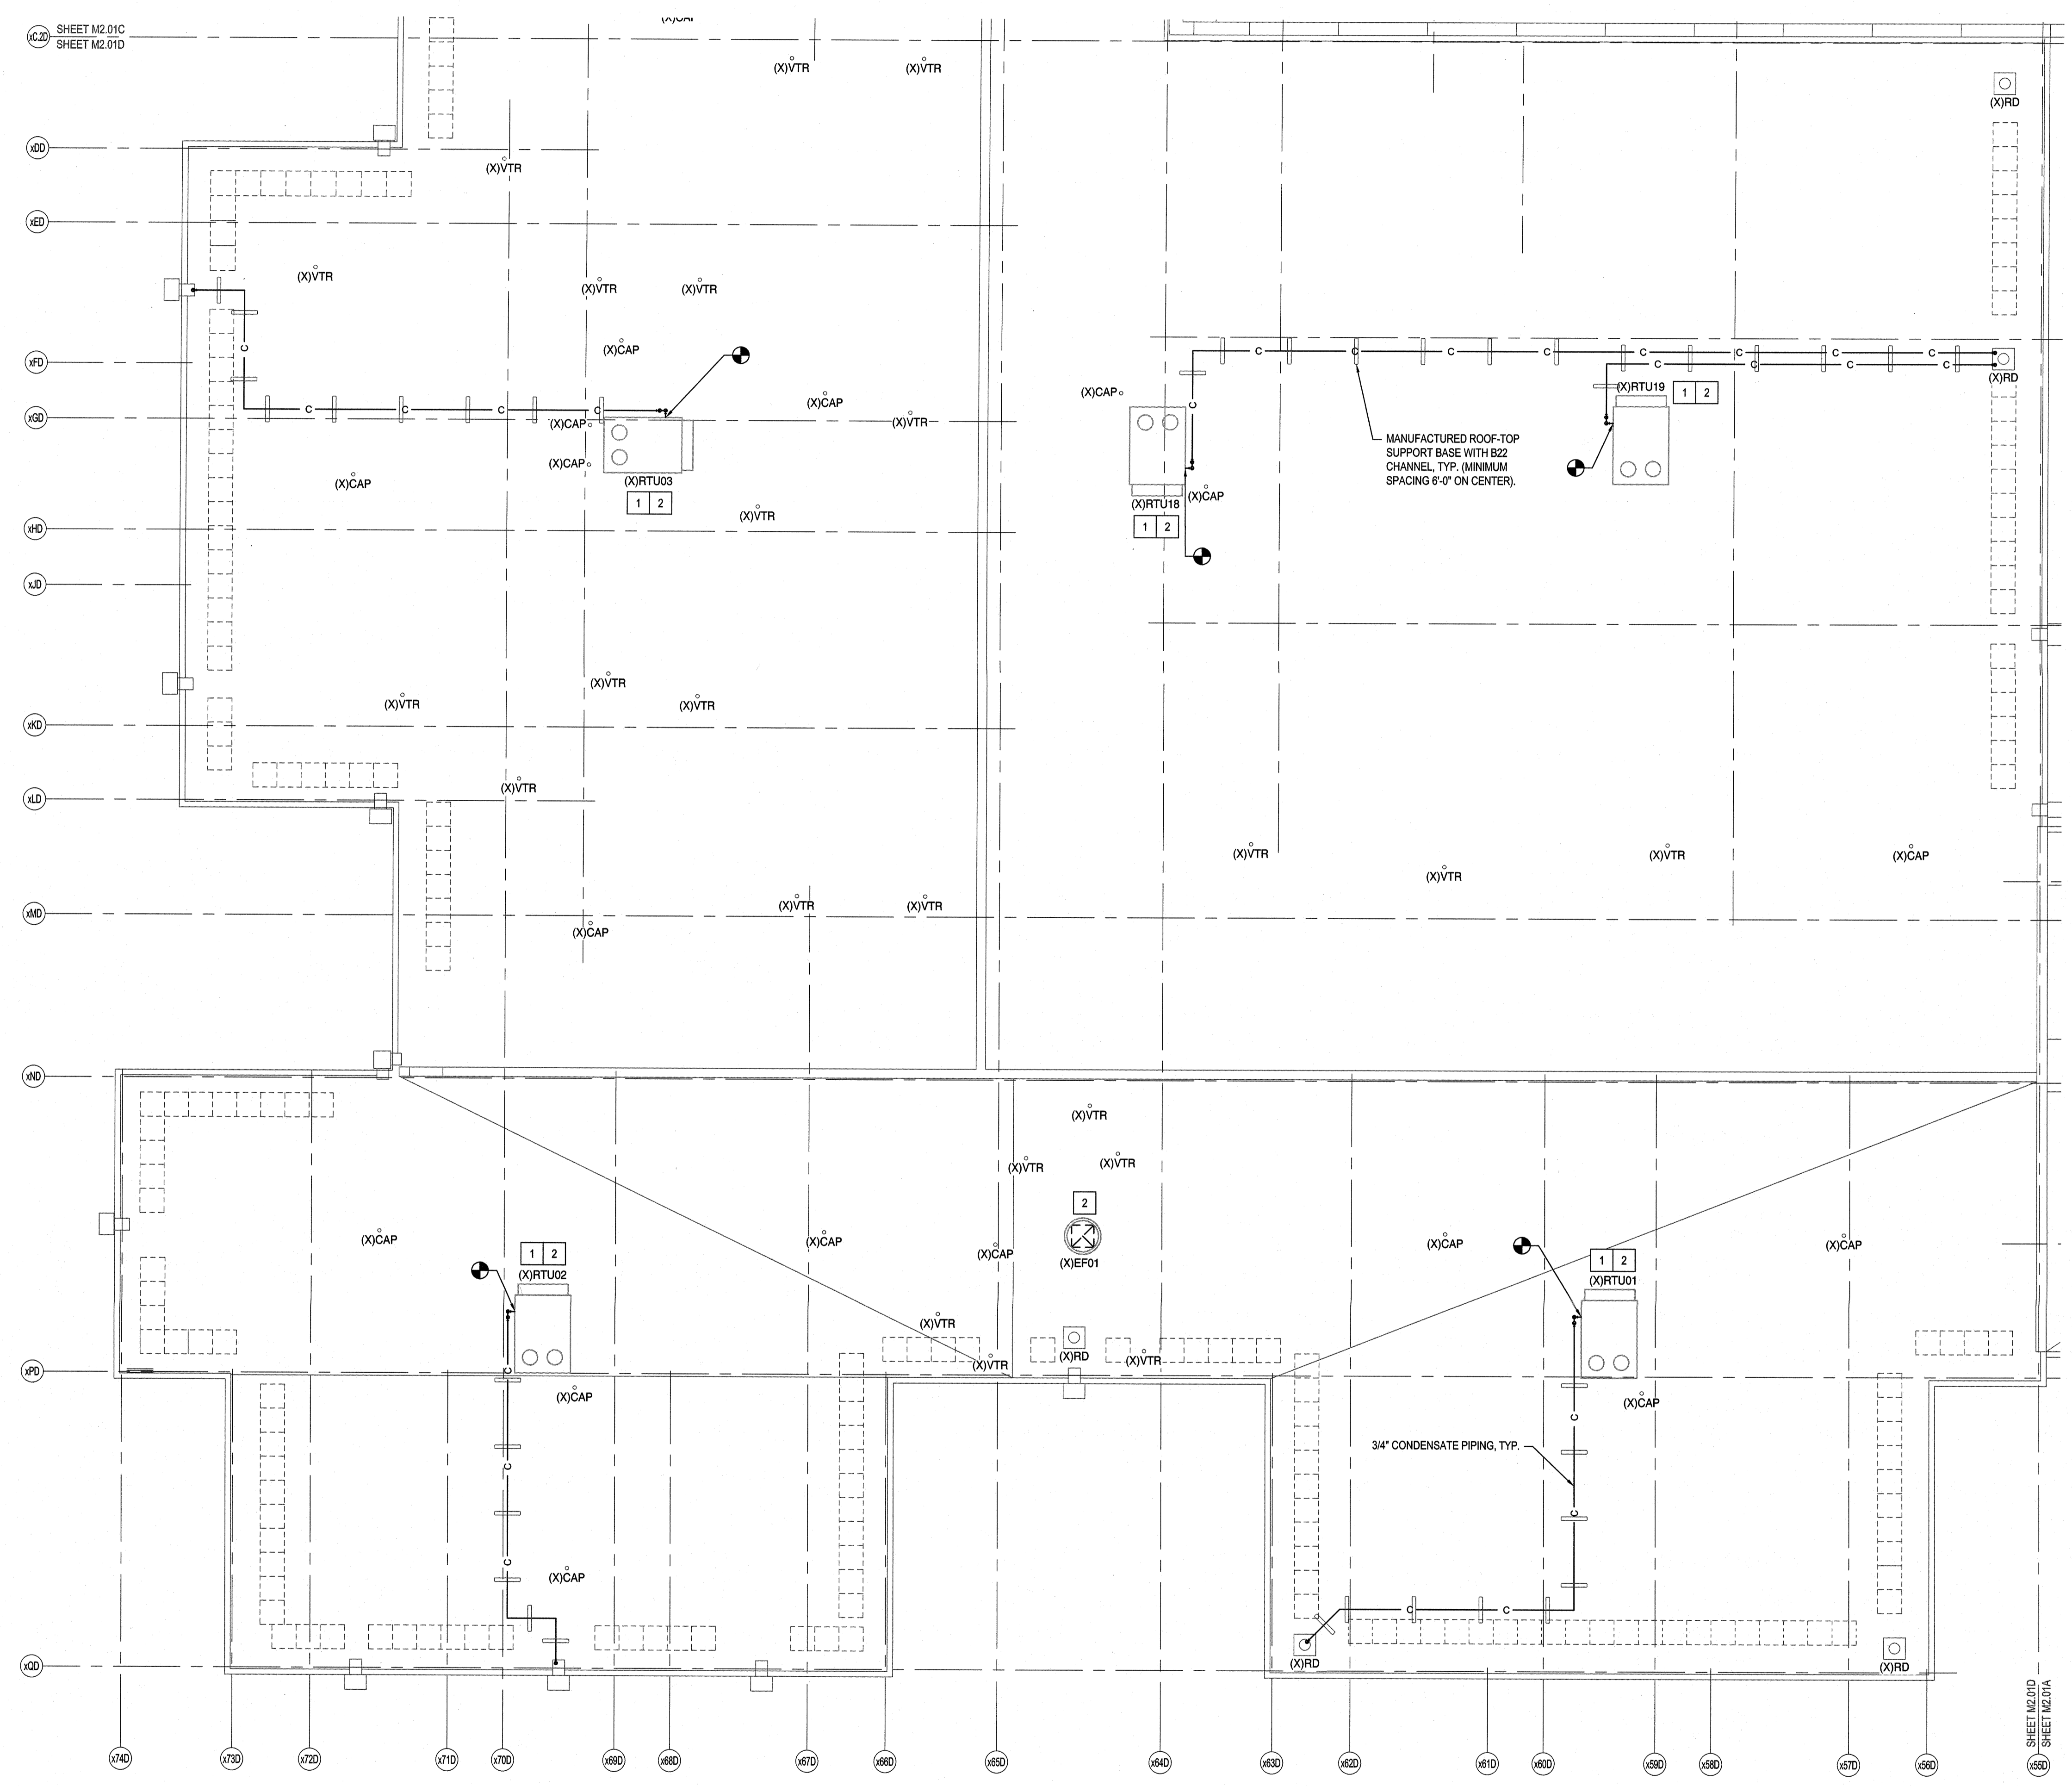 (X)CAP
xC.2D
SHEET M2.01C
SHEET M2.01D
(X)VTR
(X)VTR
(X)RD
xDD
(X)VTR
xED
(X)VTR
(X)VTR
(X)VTR
(X)CAP
C
C
C
C
C
C
C
C
C
xFD
C
C
C
C
C
(X)RD
(X)RTU19
1 2
(X)CAP
(X)CAP
C
C
C
C
C
xGD
(X)CAP
(X)VTR
MANUFACTURED ROOF-TOP
SUPPORT BASE WITH B22
CHANNEL, TYP. (MINIMUM
SPACING 6'-0" ON CENTER).
(X)CAP
(X)CAP
(X)RTU03
1 2
(X)CAP
(X)RTU18
1 2
(X)VTR
xHD
xJD
(X)VTR
(X)VTR
(X)VTR
xKD
(X)VTR
xLD
(X)VTR
(X)VTR
(X)VTR
(X)CAP
(X)VTR
(X)VTR
xMD
(X)CAP
xND
(X)VTR
(X)VTR
(X)VTR
2
(X)CAP
(X)CAP
(X)CAP
(X)EF01
(X)CAP
(X)CAP
1 2
(X)RTU02
1 2
(X)RTU01
(X)VTR
(X)VTR
(X)RD
(X)VTR
xPD
C
(X)CAP
(X)CAP
C
3/4" CONDENSATE PIPING, TYP.
C
C
C
(X)CAP
C
C
(X)RD
(X)RD
xQD
SHEET M2.01D
SHEET M2.01A
x74D
x73D
x72D
x71D
x70D
x69D
x68D
x67D
x66D
x65D
x64D
x63D
x62D
x61D
x60D
x59D
x58D
x57D
x56D
x55D